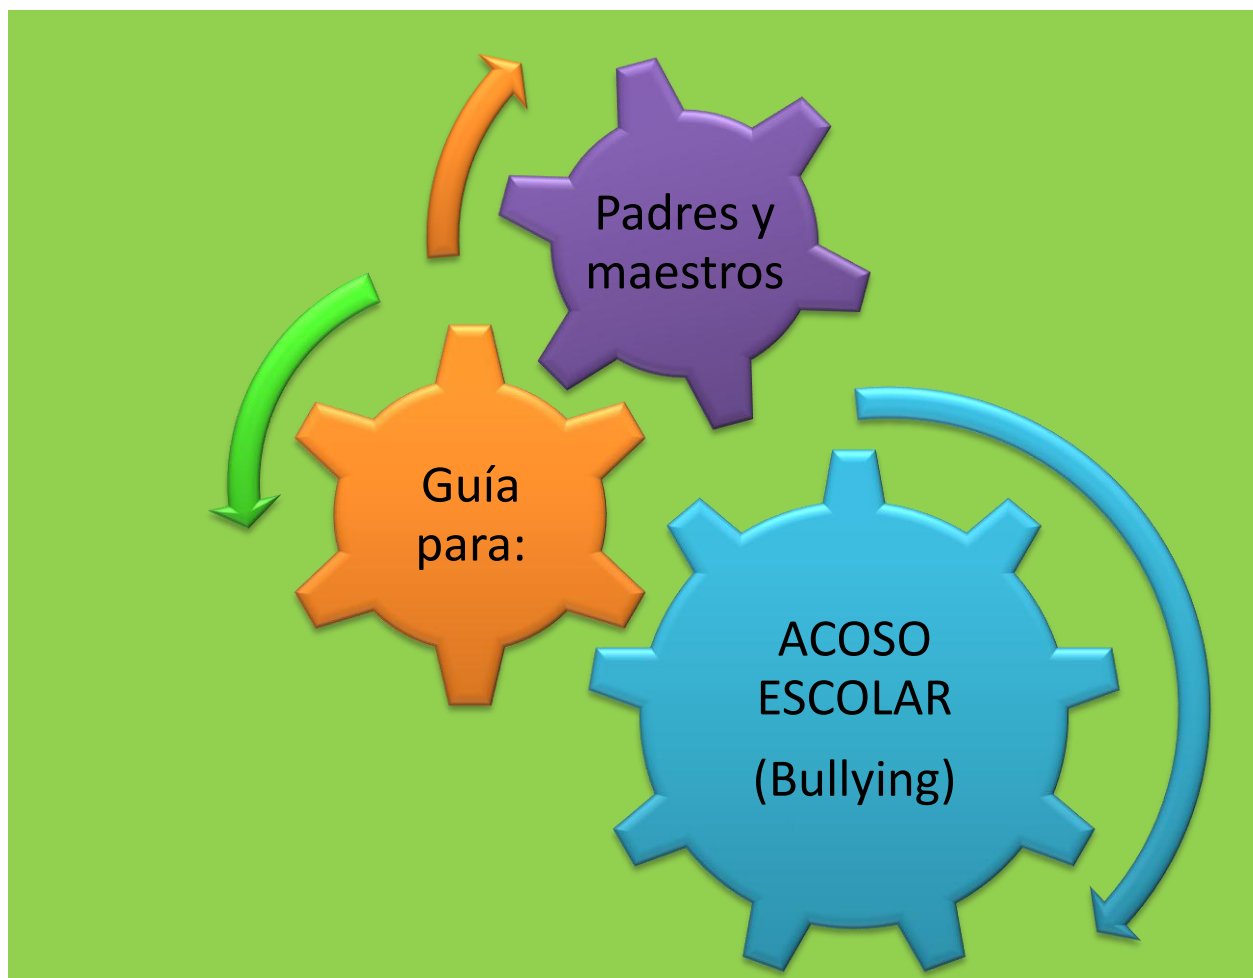 Padres y
maestros
Guía
para:
ACOSO
ESCOLAR
(Bullying)